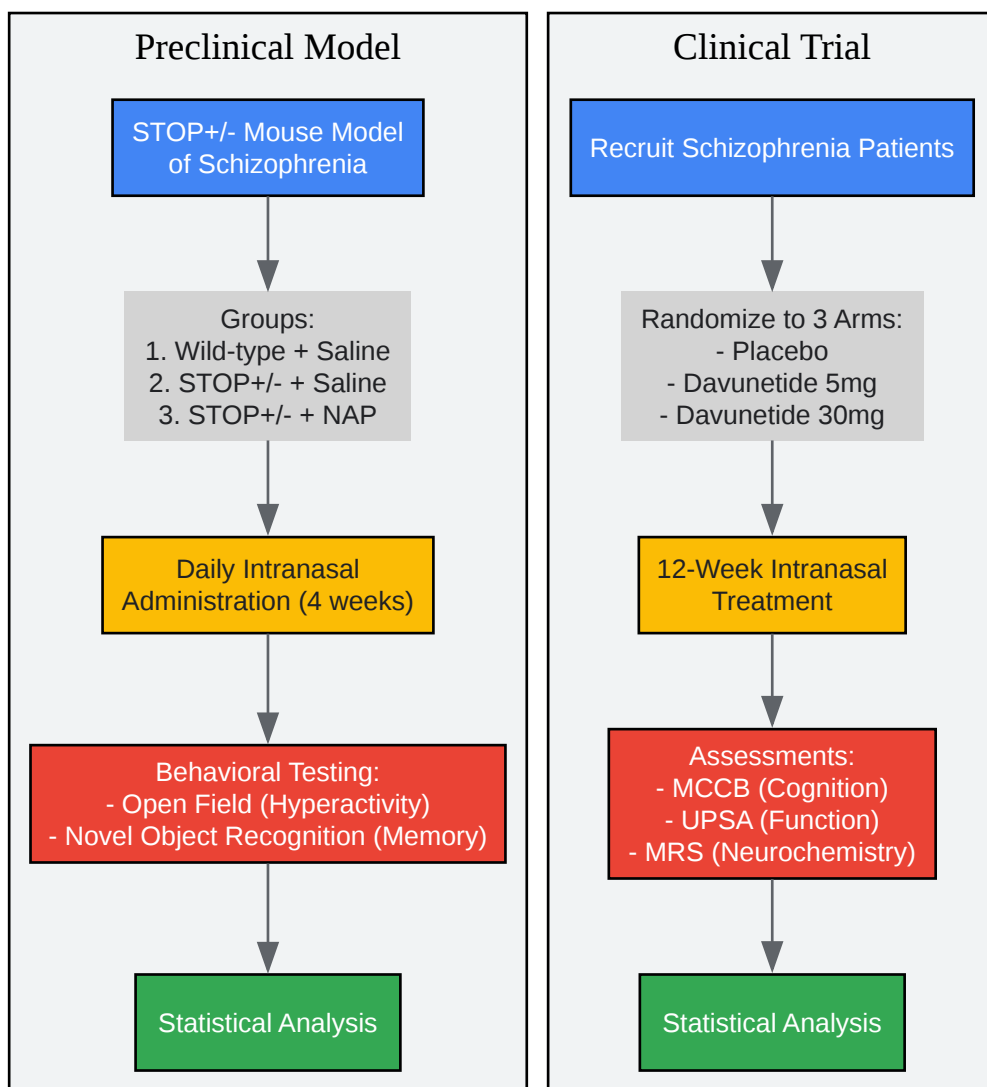 Preclinical Model
STOP+/- Mouse Model
of Schizophrenia
Groups:
1. Wild-type + Saline
2. STOP+/- + Saline
3. STOP+/- + NAP
Daily Intranasal
Administration (4 weeks)
Behavioral Testing:
- Open Field (Hyperactivity)
- Novel Object Recognition (Memory)
Statistical Analysis
Clinical Trial
Recruit Schizophrenia Patients
Randomize to 3 Arms:
- Placebo
- Davunetide 5mg
- Davunetide 30mg
12-Week Intranasal
Treatment
Assessments:
- MCCB (Cognition)
- UPSA (Function)
- MRS (Neurochemistry)
Statistical Analysis